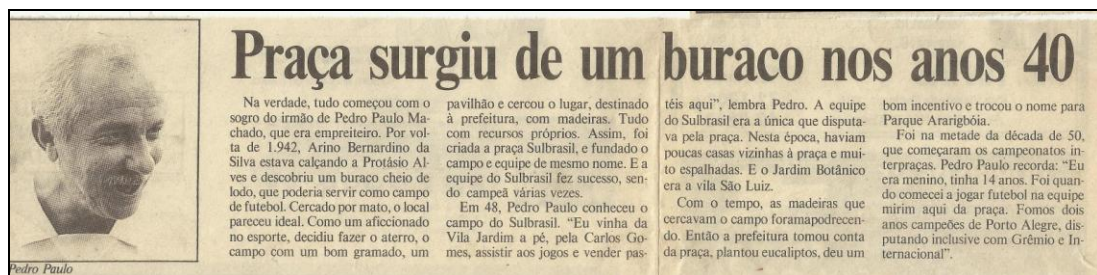 Praça surgiu de um buraco nos anos 40
Na verdade, tudo começou com o
sogro do irmão de Pedro Paulo Ma-
chado, que era empreiteiro. Por vol-
ta de 1.942, Arino Bernardino da
Silva estava calçando a Protásio Al-
ves e descobriu um buraco cheio de
lodo, que poderia servir como campo
de futebol. Cercado por mato, o local
pareceu ideal. Como um aficcionado
no esporte, decidiu fazer o aterro, o
campo com um bom gramado, um
pavilhão e cercou o lugar, destinado
à prefeitura, com madeiras. Tudo
com recursos próprios. Assim, foi
criada a praça Sulbrasil, e fundado o
campo e equipe de mesmo nome. E a
equipe do Sulbrasil fez sucesso, sen-
do campeã várias vezes.
Em 48, Pedro Paulo conheceu o
campo do Sulbrasil. “Eu vinha da
Vila Jardim a pé, pela Carlos Go-
mes, assistir aos jogos e vender pas-
téis aqui”, lembra Pedro. A equipe
do Sulbrasil era a única que disputa-
va pela praça. Nesta época, haviam
poucas casas vizinhas à praça e mui-
to espalhadas. E o Jardim Botânico
era a vila São Luiz.
Com o tempo, as madeiras que
cercavam o campo foramapodrecen-
do. Então a prefeitura tomou conta
da praça, plantou eucaliptos, deu um
bom incentivo e trocou o nome para
Parque Ararigbóia.
Foi na metade da década de 50,
que começaram os campeonatos in-
terpraças. Pedro Paulo recorda: “Eu
era menino, tinha 14 anos. Foi quan-
do comecei a jogar futebol na equipe
mirim aqui da praça. Fomos dois
anos campeões de Porto Alegre, dis-
putando inclusive com Grêmio e In-
ternacional”.
Pedro Paulo